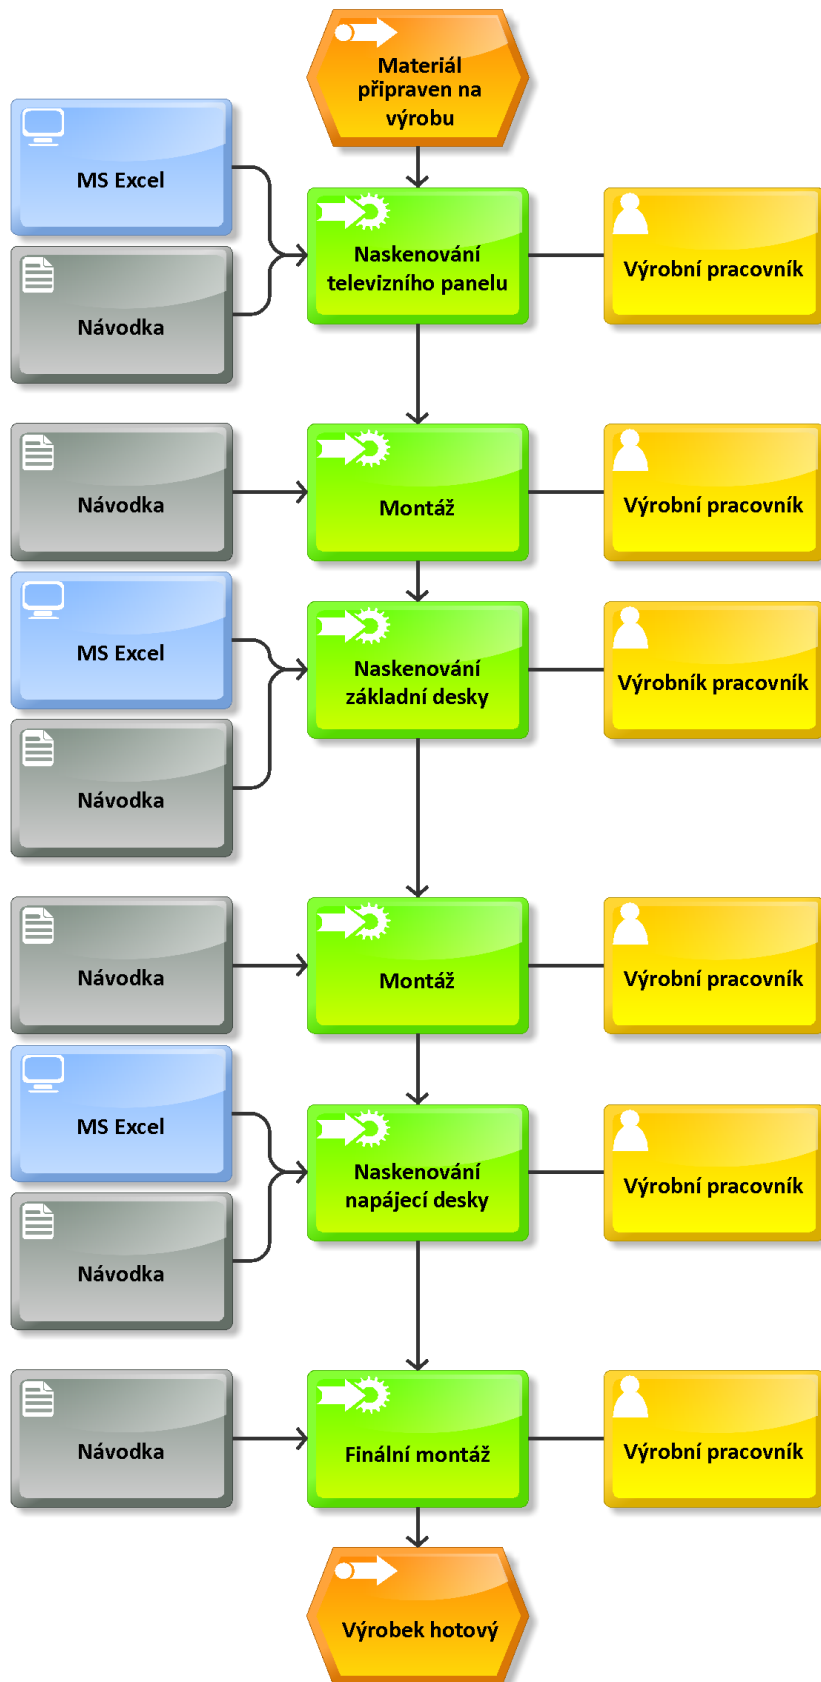 Materiál
připraven na
výrobu
MS Excel
Návodka
Naskenování
televizního panelu
Výrobní pracovník
Návodka
Montáž
Výrobní pracovník
MS Excel
Návodka
Naskenování
základní desky
Výrobník pracovník
Návodka
Montáž
Výrobní pracovník
MS Excel
Návodka
Naskenování
napájecí desky
Výrobní pracovník
Návodka
Finální montáž
Výrobní pracovník
Výrobek hotový